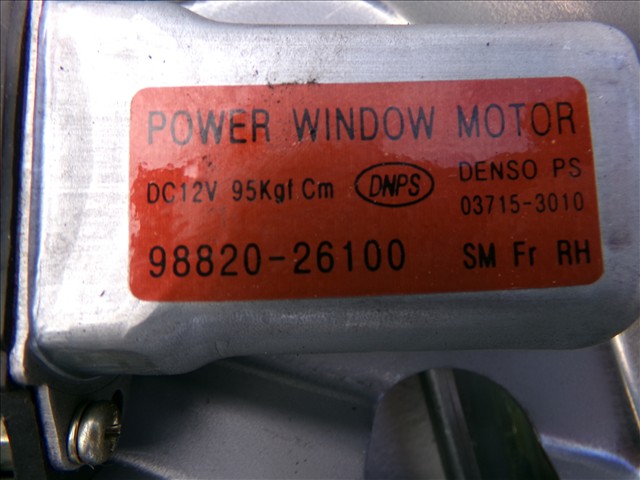 POWER WINDOW MOTOR
DC12V 95Kgf Cm DNPS DENSO PS
03715-3010
98820-26100 SM Fr RH